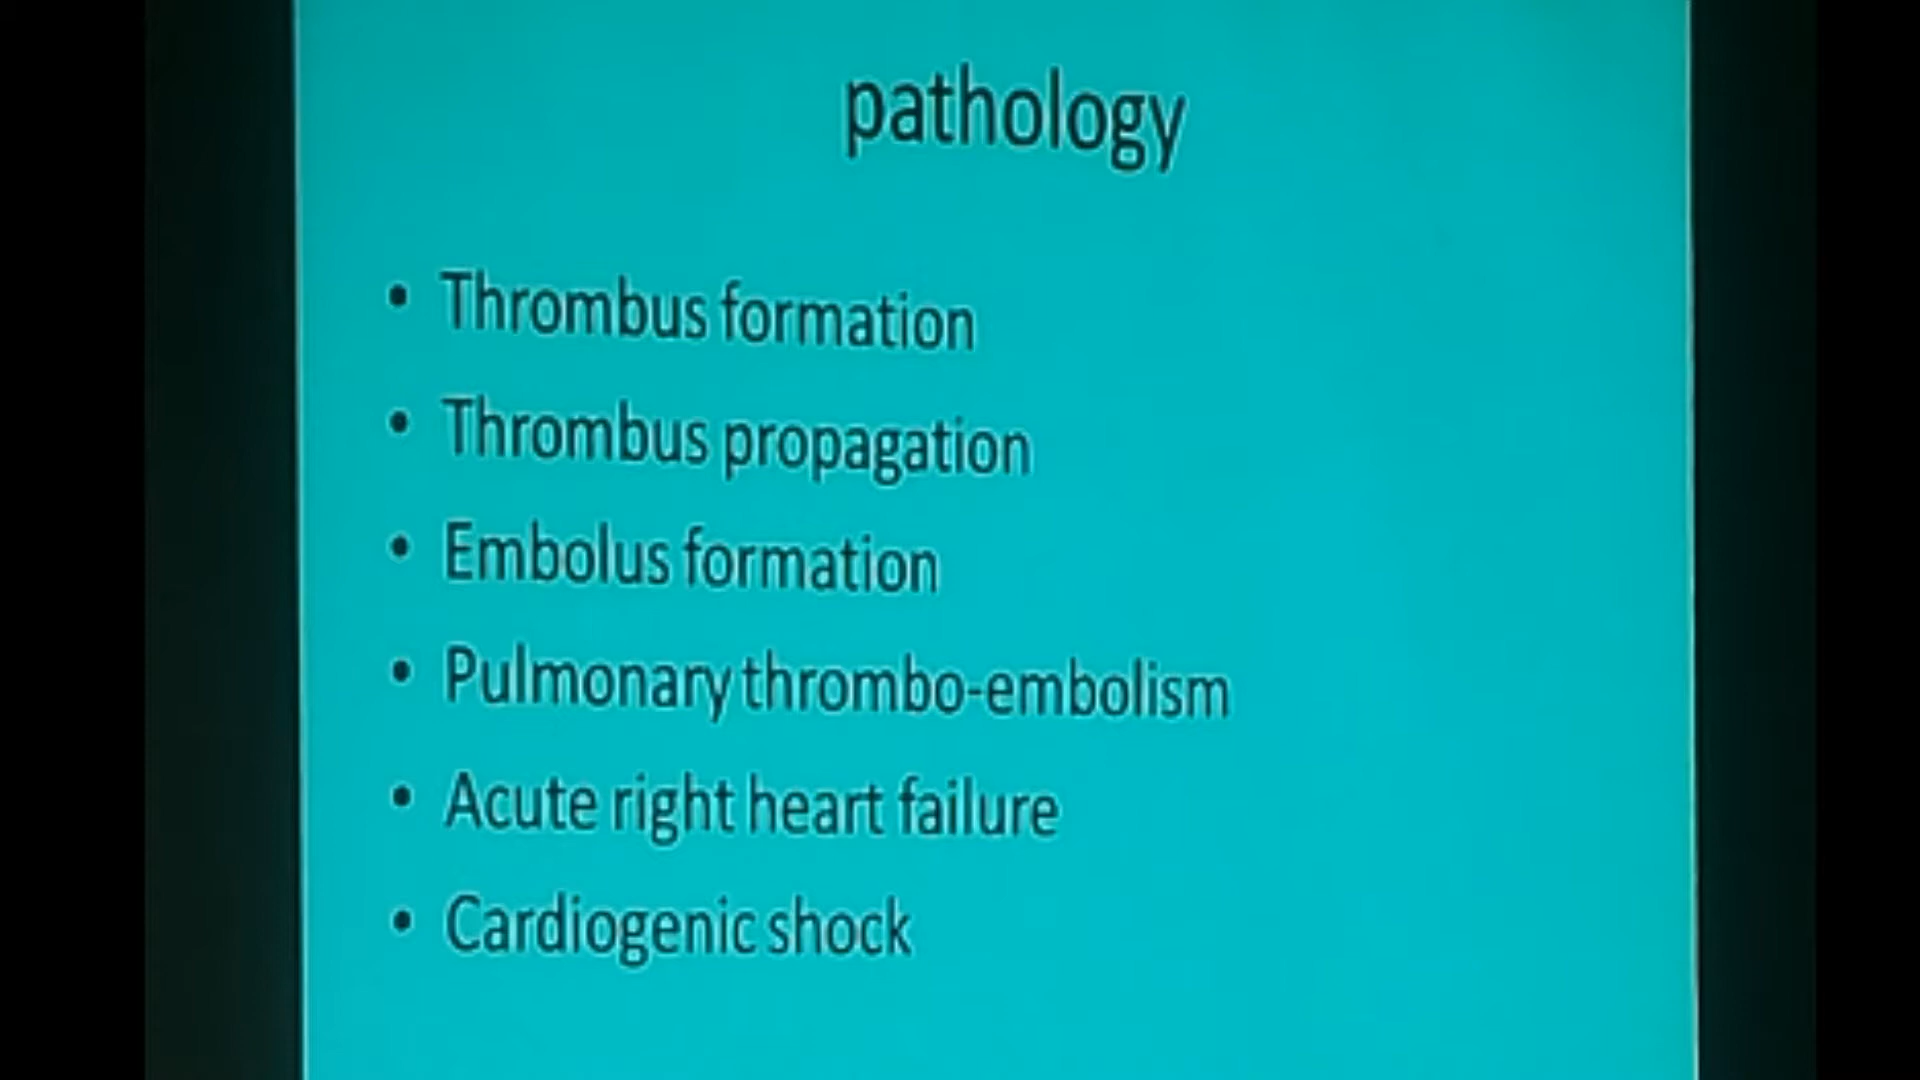 pathology
• Thrombus formation
• Thrombus propagation
• Embolus formation
• Pulmonary thrombo-embolism
• Acute right heart failure
• Cardiogenic shock